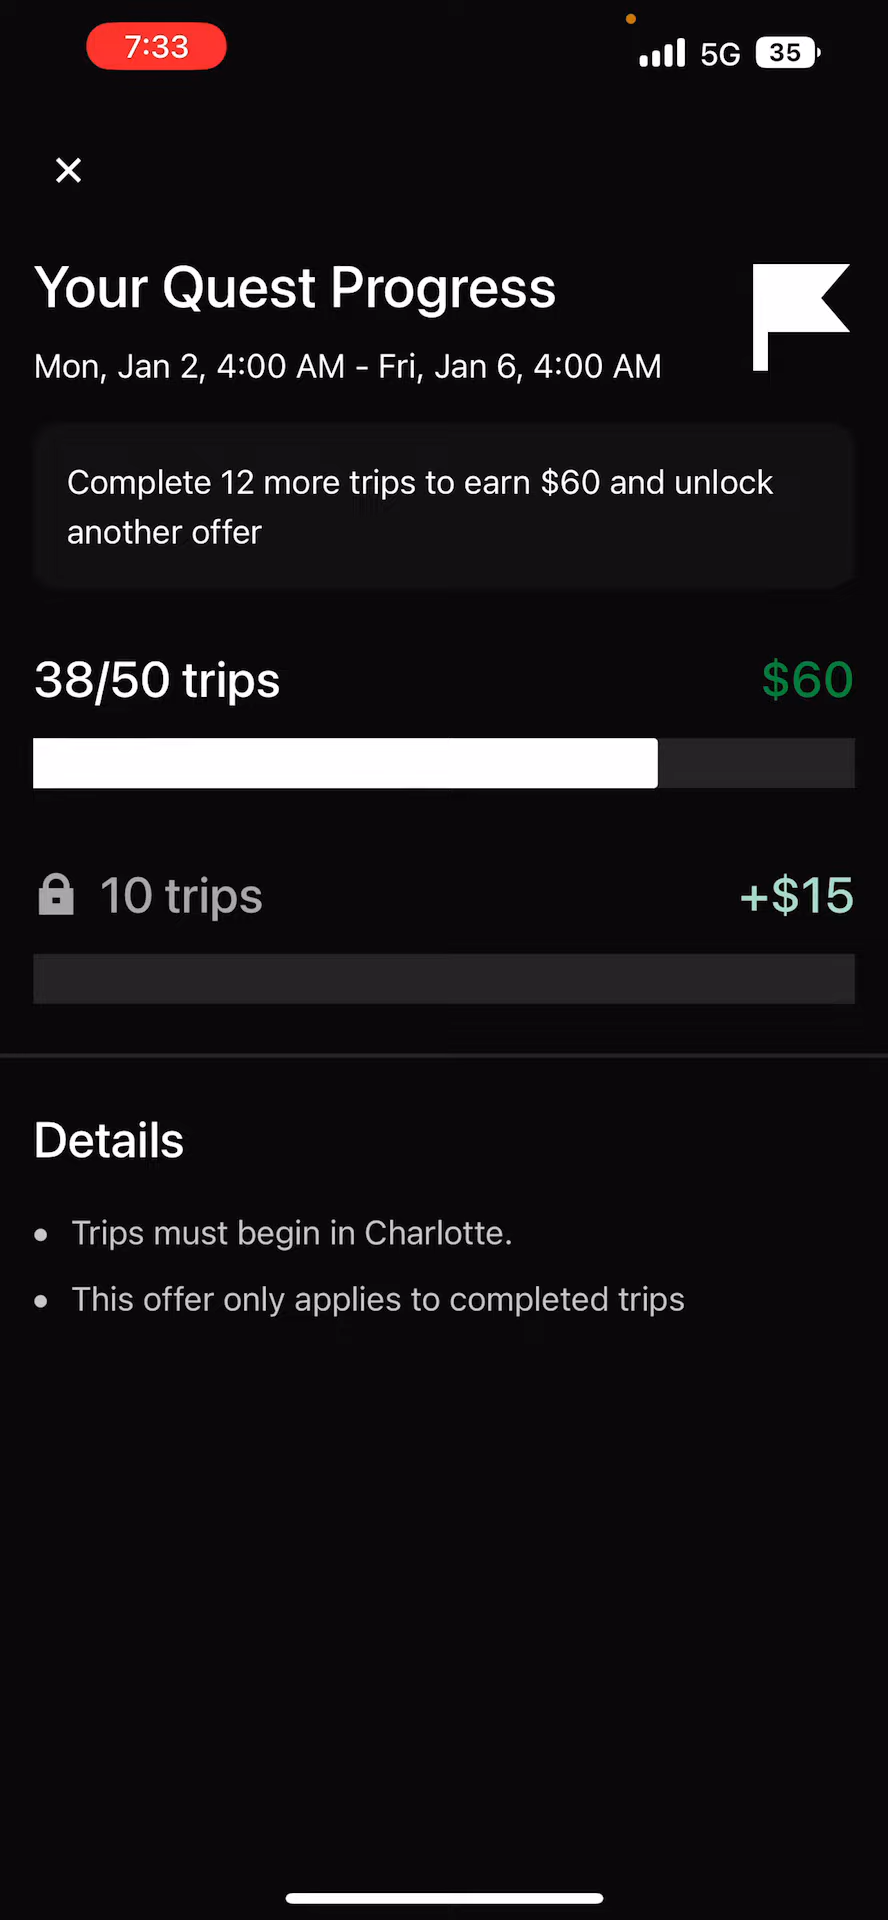 7:33
5G 35
Your Quest Progress
Mon, Jan 2, 4:00 AM - Fri, Jan 6, 4:00 AM
Complete 12 more trips to earn $60 and unlock
another offer
38/50 trips $60
10 trips +$15
Details
• Trips must begin in Charlotte.
• This offer only applies to completed trips